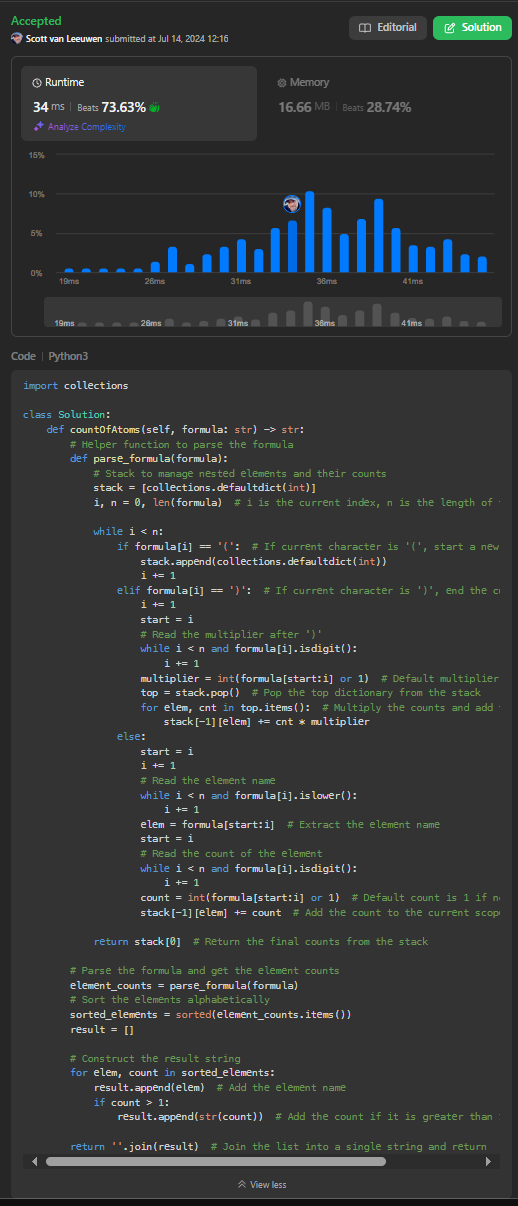 Accepted
Scott van Leeuwen submitted at Jul 14, 2024 12:16
Editorial
Solution
Runtime
34 ms | Beats 73.63%
Analyze Complexity
Memory
16.66 MB | Beats 28.74%
15%
10%
5%
0%
19ms 26ms 31ms 36ms 41ms
19ms 26ms 31ms 36ms 41ms
Code | Python3
import collections

class Solution:
    def countOfAtoms(self, formula: str) -> str:
        # Helper function to parse the formula
        def parse_formula(formula):
            # Stack to manage nested elements and their counts
            stack = [collections.defaultdict(int)]
            i, n = 0, len(formula)  # i is the current index, n is the length of

            while i < n:
                if formula[i] == '(':  # If current character is '(', start a new
                    stack.append(collections.defaultdict(int))
                    i += 1
                elif formula[i] == ')':  # If current character is ')', end the
                    i += 1
                    start = i
                    # Read the multiplier after ')'
                    while i < n and formula[i].isdigit():
                        i += 1
                    multiplier = int(formula[start:i] or 1)  # Default multiplier
                    top = stack.pop()  # Pop the top dictionary from the stack
                    for elem, cnt in top.items():  # Multiply the counts and add
                        stack[-1][elem] += cnt * multiplier
                else:
                    start = i
                    i += 1
                    # Read the element name
                    while i < n and formula[i].islower():
                        i += 1
                    elem = formula[start:i]  # Extract the element name
                    start = i
                    # Read the count of the element
                    while i < n and formula[i].isdigit():
                        i += 1
                    count = int(formula[start:i] or 1)  # Default count is 1 if
                    stack[-1][elem] += count  # Add the count to the current scop

            return stack[0]  # Return the final counts from the stack

        # Parse the formula and get the element counts
        element_counts = parse_formula(formula)
        # Sort the elements alphabetically
        sorted_elements = sorted(element_counts.items())
        result = []

        # Construct the result string
        for elem, count in sorted_elements:
            result.append(elem)  # Add the element name
            if count > 1:
                result.append(str(count))  # Add the count if it is greater than

        return ''.join(result)  # Join the list into a single string and return
View less